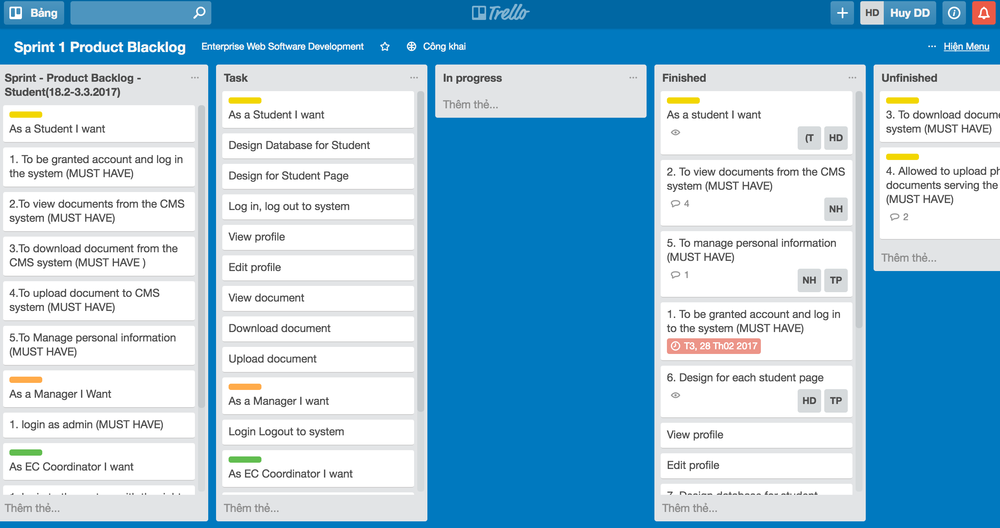 Bảng
Trello
HD
Huy DD
Sprint 1 Product Blacklog
Enterprise Web Software Development
Công khai
Hiện Menu
Sprint - Product Backlog -
Student(18.2-3.3.2017)
As a Student I want
1. To be granted account and log in
the system (MUST HAVE)
2.To view documents from the CMS
system (MUST HAVE)
3.To download document from the
CMS system (MUST HAVE )
4.To upload document to CMS
system (MUST HAVE)
5.To Manage personal information
(MUST HAVE)
As a Manager I Want
1. login as admin (MUST HAVE)
As EC Coordinator I want
Thêm thẻ...
Task
As a Student I want
Design Database for Student
Design for Student Page
Log in, log out to system
View profile
Edit profile
View document
Download document
Upload document
As a Manager I want
Login Logout to system
As EC Coordinator I want
Thêm thẻ...
In progress
Thêm thẻ...
Finished
As a student I want
(T
HD
2. To view documents from the CMS
system (MUST HAVE)
4
NH
5. To manage personal information
(MUST HAVE)
1
NH
TP
1. To be granted account and log in
to the system (MUST HAVE)
T3, 28 Th02 2017
6. Design for each student page
HD
TP
View profile
Edit profile
7. Design database for student
Thêm thẻ...
Unfinished
3. To download
system (MUST HAVE)
4. Allowed to upload
documents serving the
(MUST HAVE)
2
Thêm thẻ...